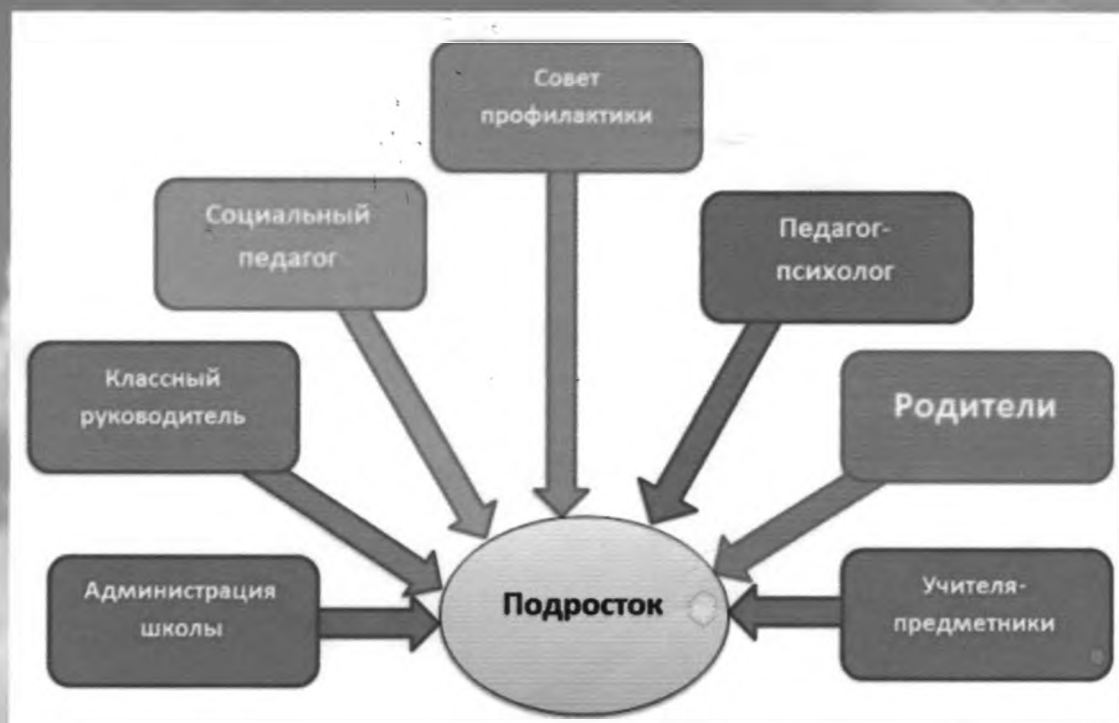 Совет
профилактики
Социальный
педагог
Педагог-
психолог
Классный
руководитель
Родители
Администрация
школы
Подросток
Учителя-
предметники